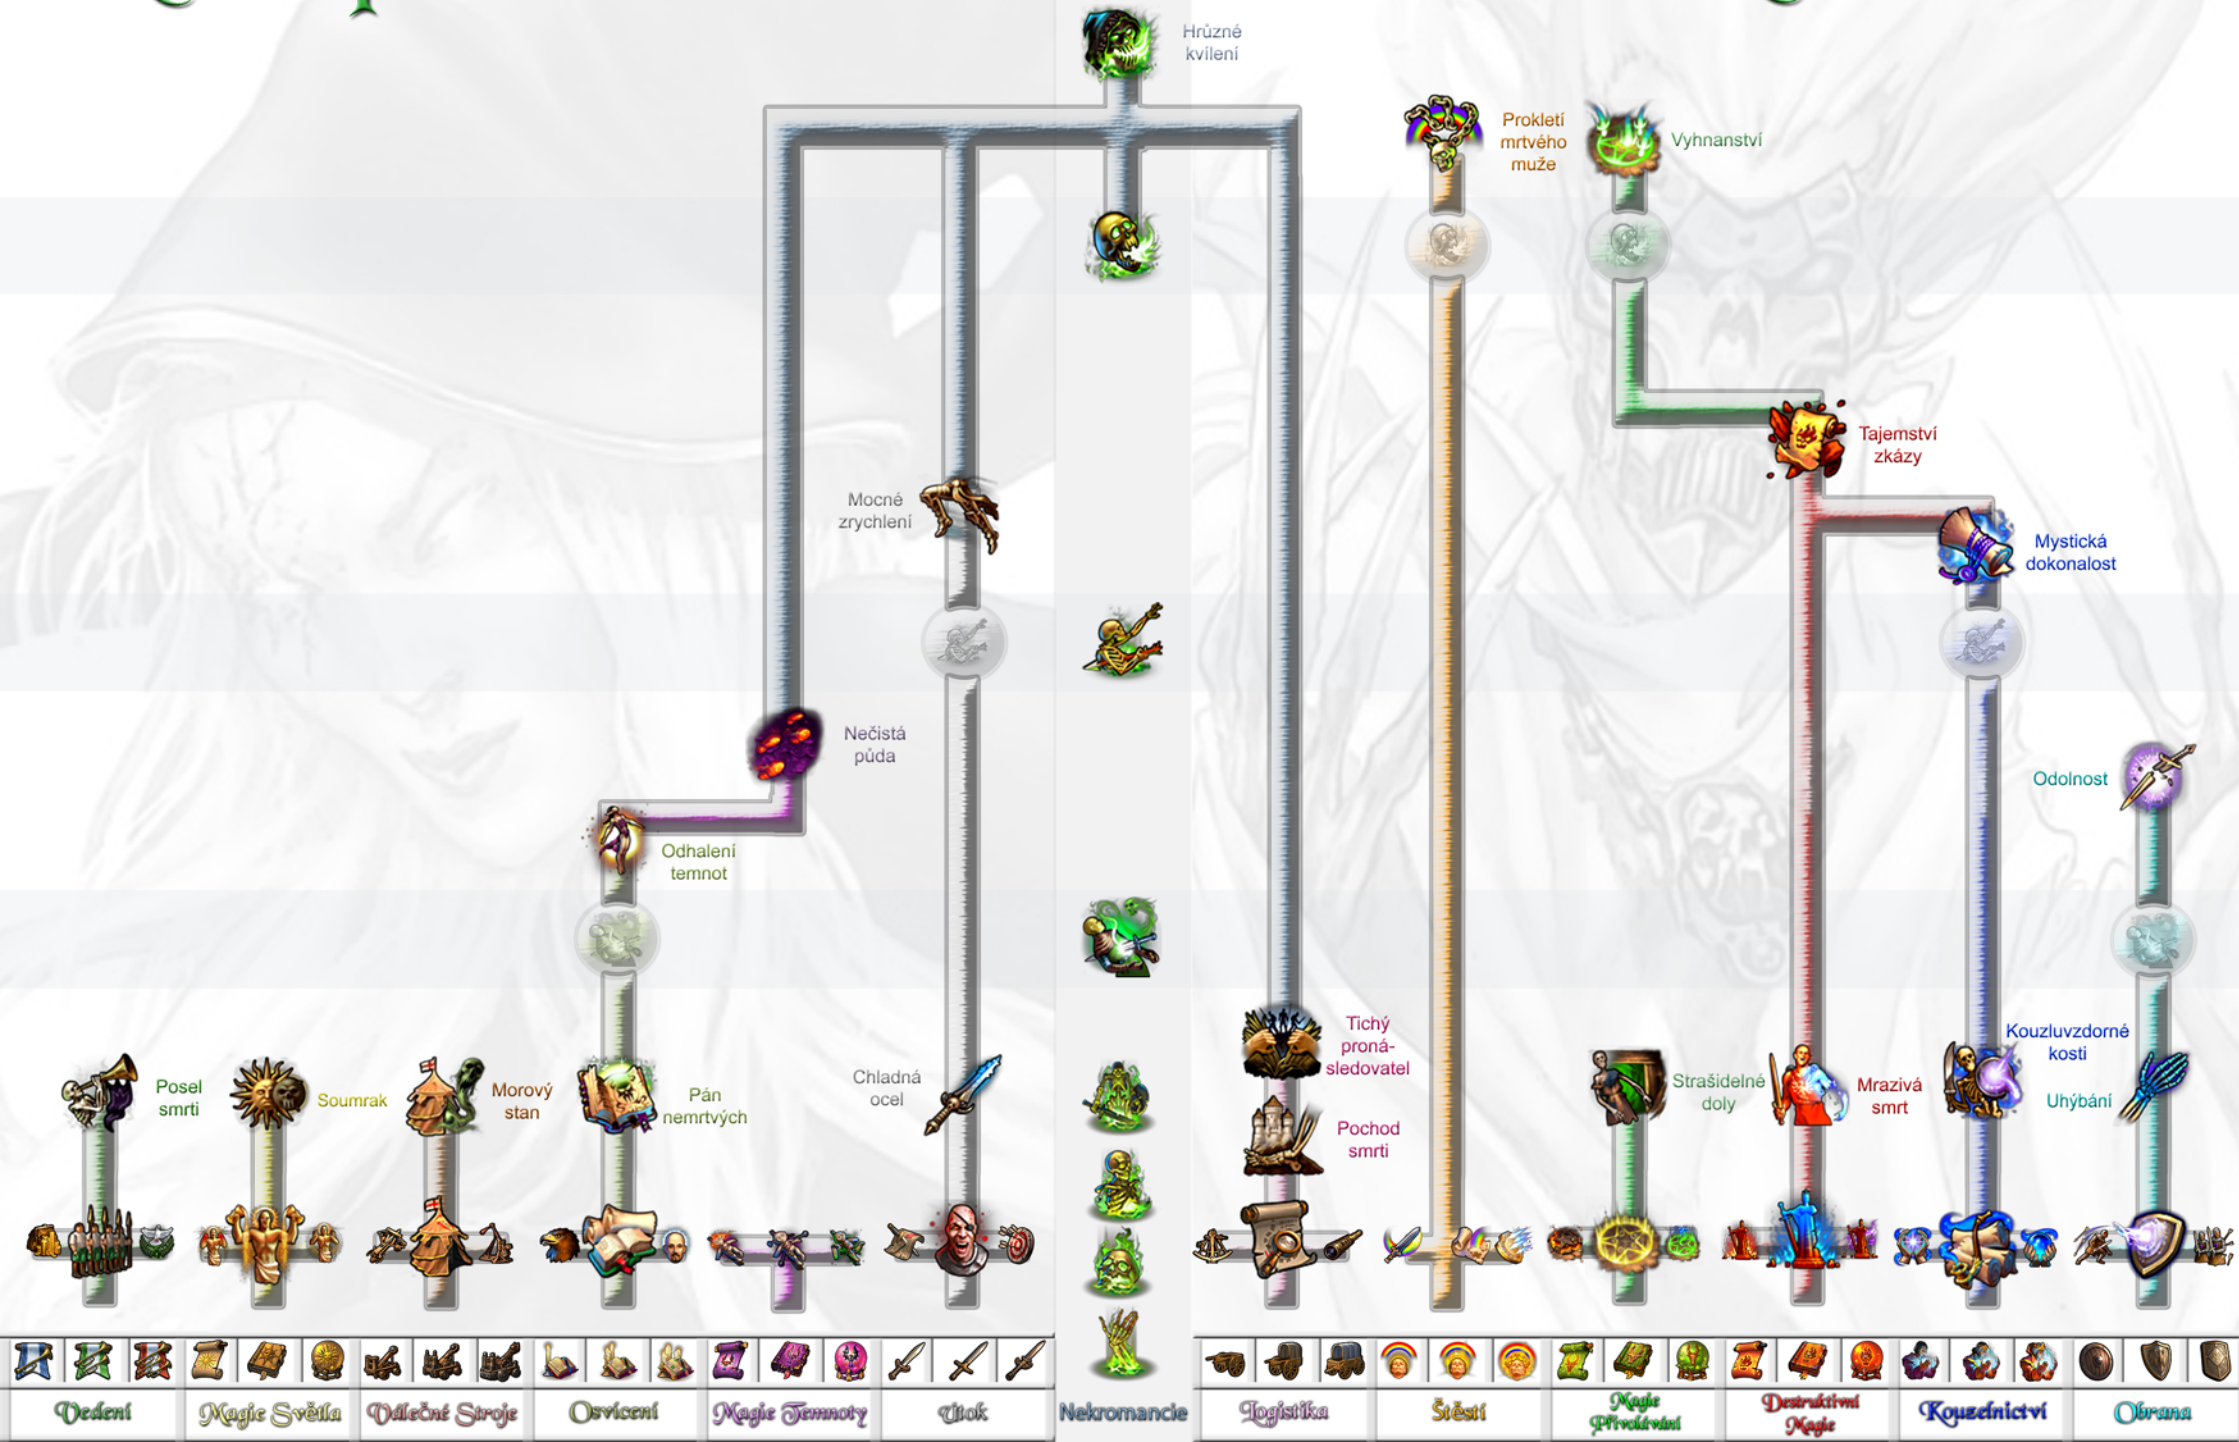 Hrůzné
kvílení
Prokletí
mrtvého
muže
Vyhnanství
Tajemství
zkázy
Mocné
zrychlení
Mystická
dokonalost
Nečistá
půda
Odolnost
Odhalení
temnot
Tichý
proná-
sledovatel
Kouzluvzdorné
kosti
Posel
smrti
Soumrak
Morový
stan
Pán
nemrtvých
Chladná
ocel
Pochod
smrti
Strašidelné
doly
Mrazivá
smrt
Uhýbání
Vedení
Magie Světla
Válečné Stroje
Osvícení
Magie Temnoty
Útok
Nekromancie
Logistika
Štěstí
Magie
Přivolávání
Destruktivní
Magie
Kouzelnictví
Obrana